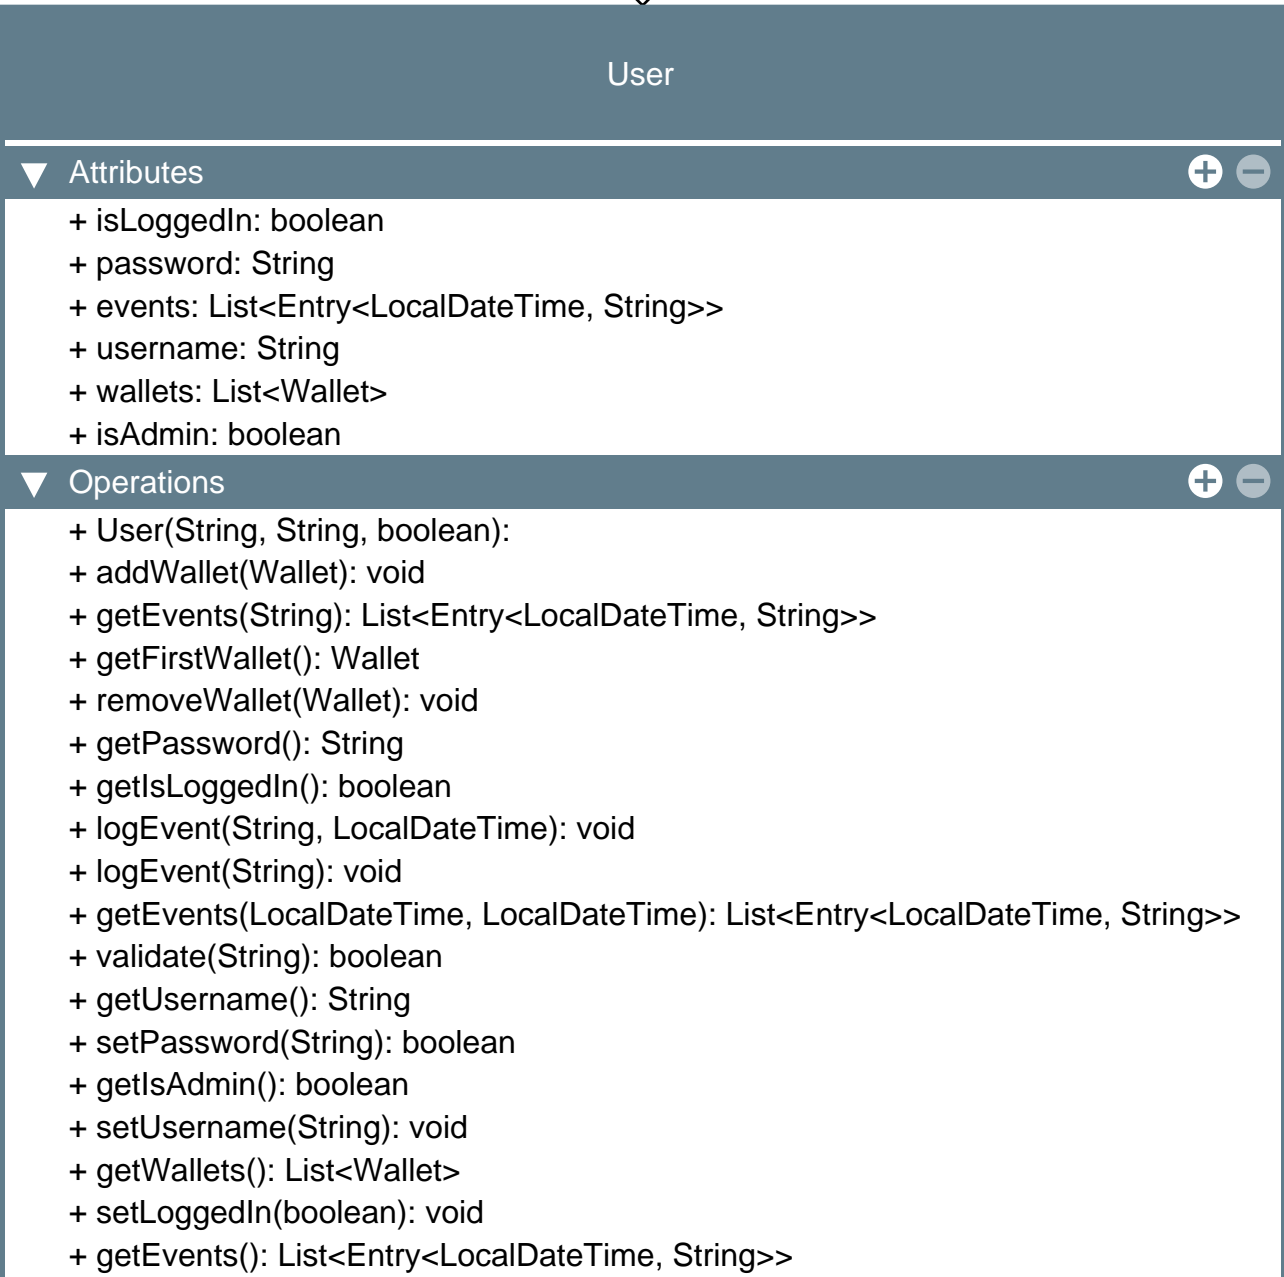 User
Attributes
+ isLoggedIn: boolean
+ password: String
+ events: List<Entry<LocalDateTime, String>>
+ username: String
+ wallets: List<Wallet>
+ isAdmin: boolean
Operations
+ User(String, String, boolean):
+ addWallet(Wallet): void
+ getEvents(String): List<Entry<LocalDateTime, String>>
+ getFirstWallet(): Wallet
+ removeWallet(Wallet): void
+ getPassword(): String
+ getIsLoggedIn(): boolean
+ logEvent(String, LocalDateTime): void
+ logEvent(String): void
+ getEvents(LocalDateTime, LocalDateTime): List<Entry<LocalDateTime, String>>
+ validate(String): boolean
+ getUsername(): String
+ setPassword(String): boolean
+ getIsAdmin(): boolean
+ setUsername(String): void
+ getWallets(): List<Wallet>
+ setLoggedIn(boolean): void
+ getEvents(): List<Entry<LocalDateTime, String>>